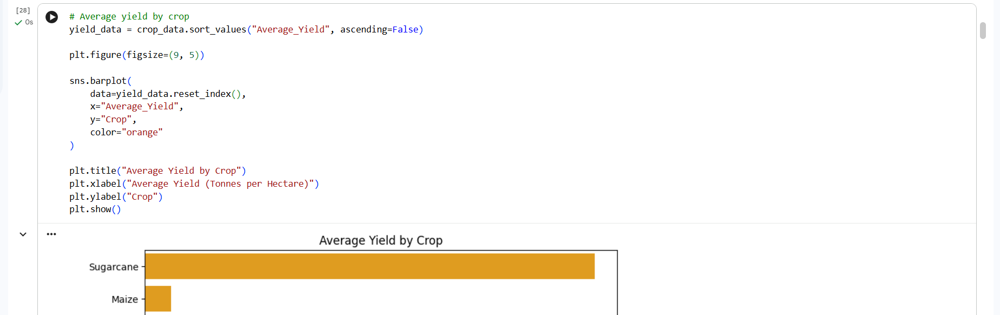 [28]
0s
# Average yield by crop
yield_data = crop_data.sort_values("Average_Yield", ascending=False)
plt.figure(figsize=(9, 5))
sns.barplot(
    data=yield_data.reset_index(),
    x="Average_Yield",
    y="Crop",
    color="orange"
)
plt.title("Average Yield by Crop")
plt.xlabel("Average Yield (Tonnes per Hectare)")
plt.ylabel("Crop")
plt.show()
Average Yield by Crop
Sugarcane
Maize